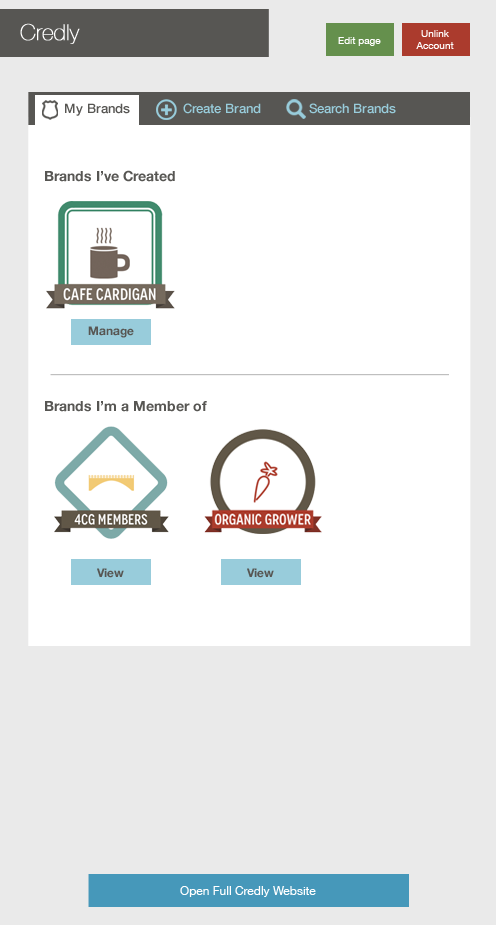 Credly
Edit page
Unlink
Account
My Brands
Create Brand
Search Brands
Brands I've Created
CAFE CARDIGAN
Manage
Brands I'm a Member of
4CG MEMBERS
ORGANIC GROWER
View
View
Open Full Credly Website